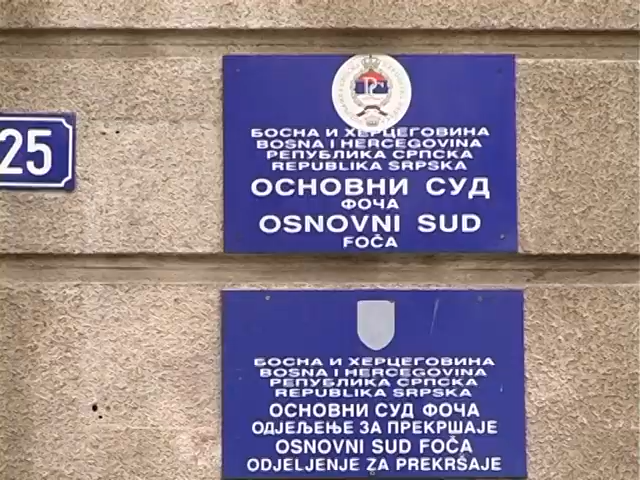 25
БОСНА И ХЕРЦЕГОВИНА
BOSNA I HERCEGOVINA
РЕПУБЛИКА СРПСКА
REPUBLIKA SRPSKA
ОСНОВНИ СУД
ФОЧА
OSNOVNI SUD
FOČA
БОСНА И ХЕРЦЕГОВИНА
BOSNA I HERCEGOVINA
РЕПУБЛИКА СРПСКА
REPUBLIKA SRPSKA
ОСНОВНИ СУД ФОЧА
ОДЈЕЉЕЊЕ ЗА ПРЕКРШАЈЕ
OSNOVNI SUD FOČA
ODJELJENJE ZA PREKRŠAJE